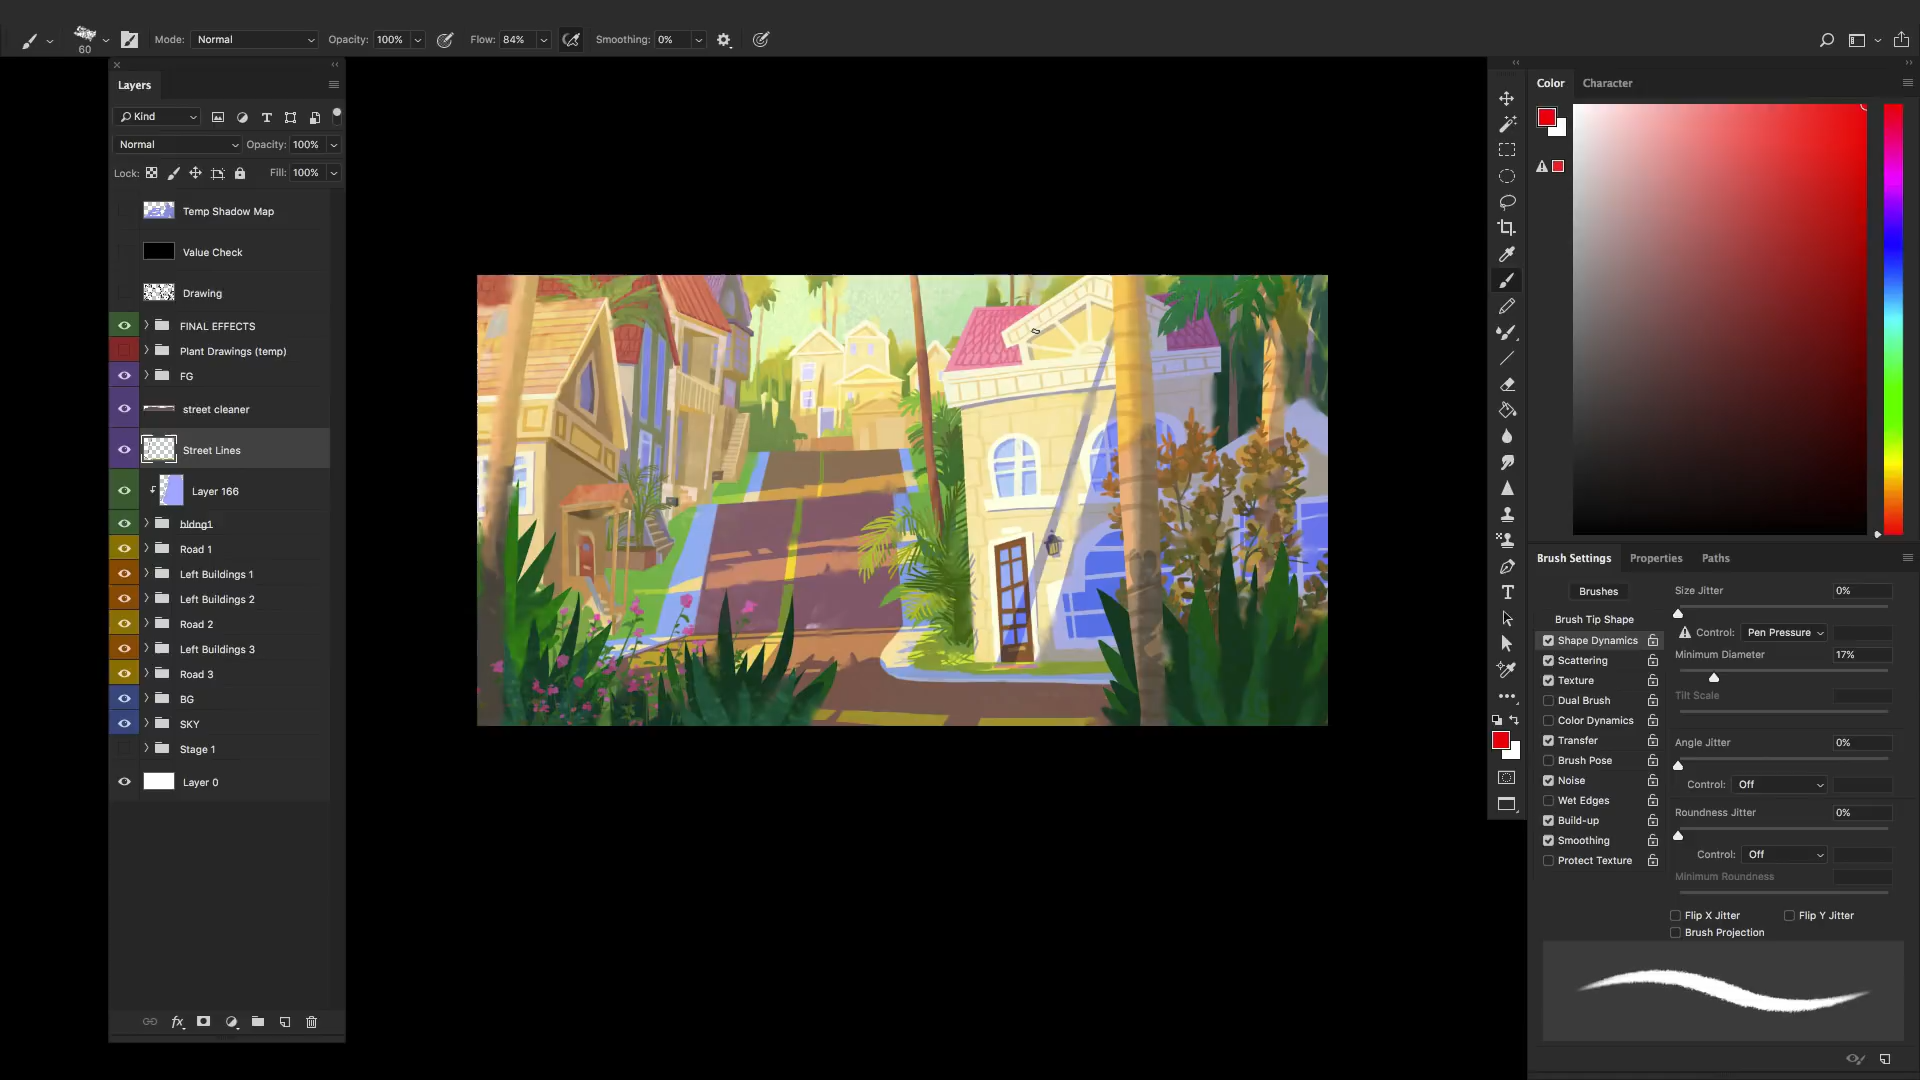 60
Mode: Normal Opacity: 100% Flow: 84% Smoothing: 0%
Layers
Kind
Normal Opacity: 100%
Lock: Fill: 100%
Temp Shadow Map
Value Check
Drawing
FINAL EFFECTS
Plant Drawings (temp)
FG
street cleaner
Street Lines
Layer 166
bldng1
Road 1
Left Buildings 1
Left Buildings 2
Road 2
Left Buildings 3
Road 3
BG
SKY
Stage 1
Layer 0
fx
Color Character
Brush Settings Properties Paths
Brushes
Brush Tip Shape
Shape Dynamics
Scattering
Texture
Dual Brush
Color Dynamics
Transfer
Brush Pose
Noise
Wet Edges
Build-up
Smoothing
Protect Texture
Size Jitter 0%
Control: Pen Pressure
Minimum Diameter 17%
Tilt Scale
Angle Jitter 0%
Control: Off
Roundness Jitter 0%
Control: Off
Minimum Roundness
Flip X Jitter Flip Y Jitter
Brush Projection